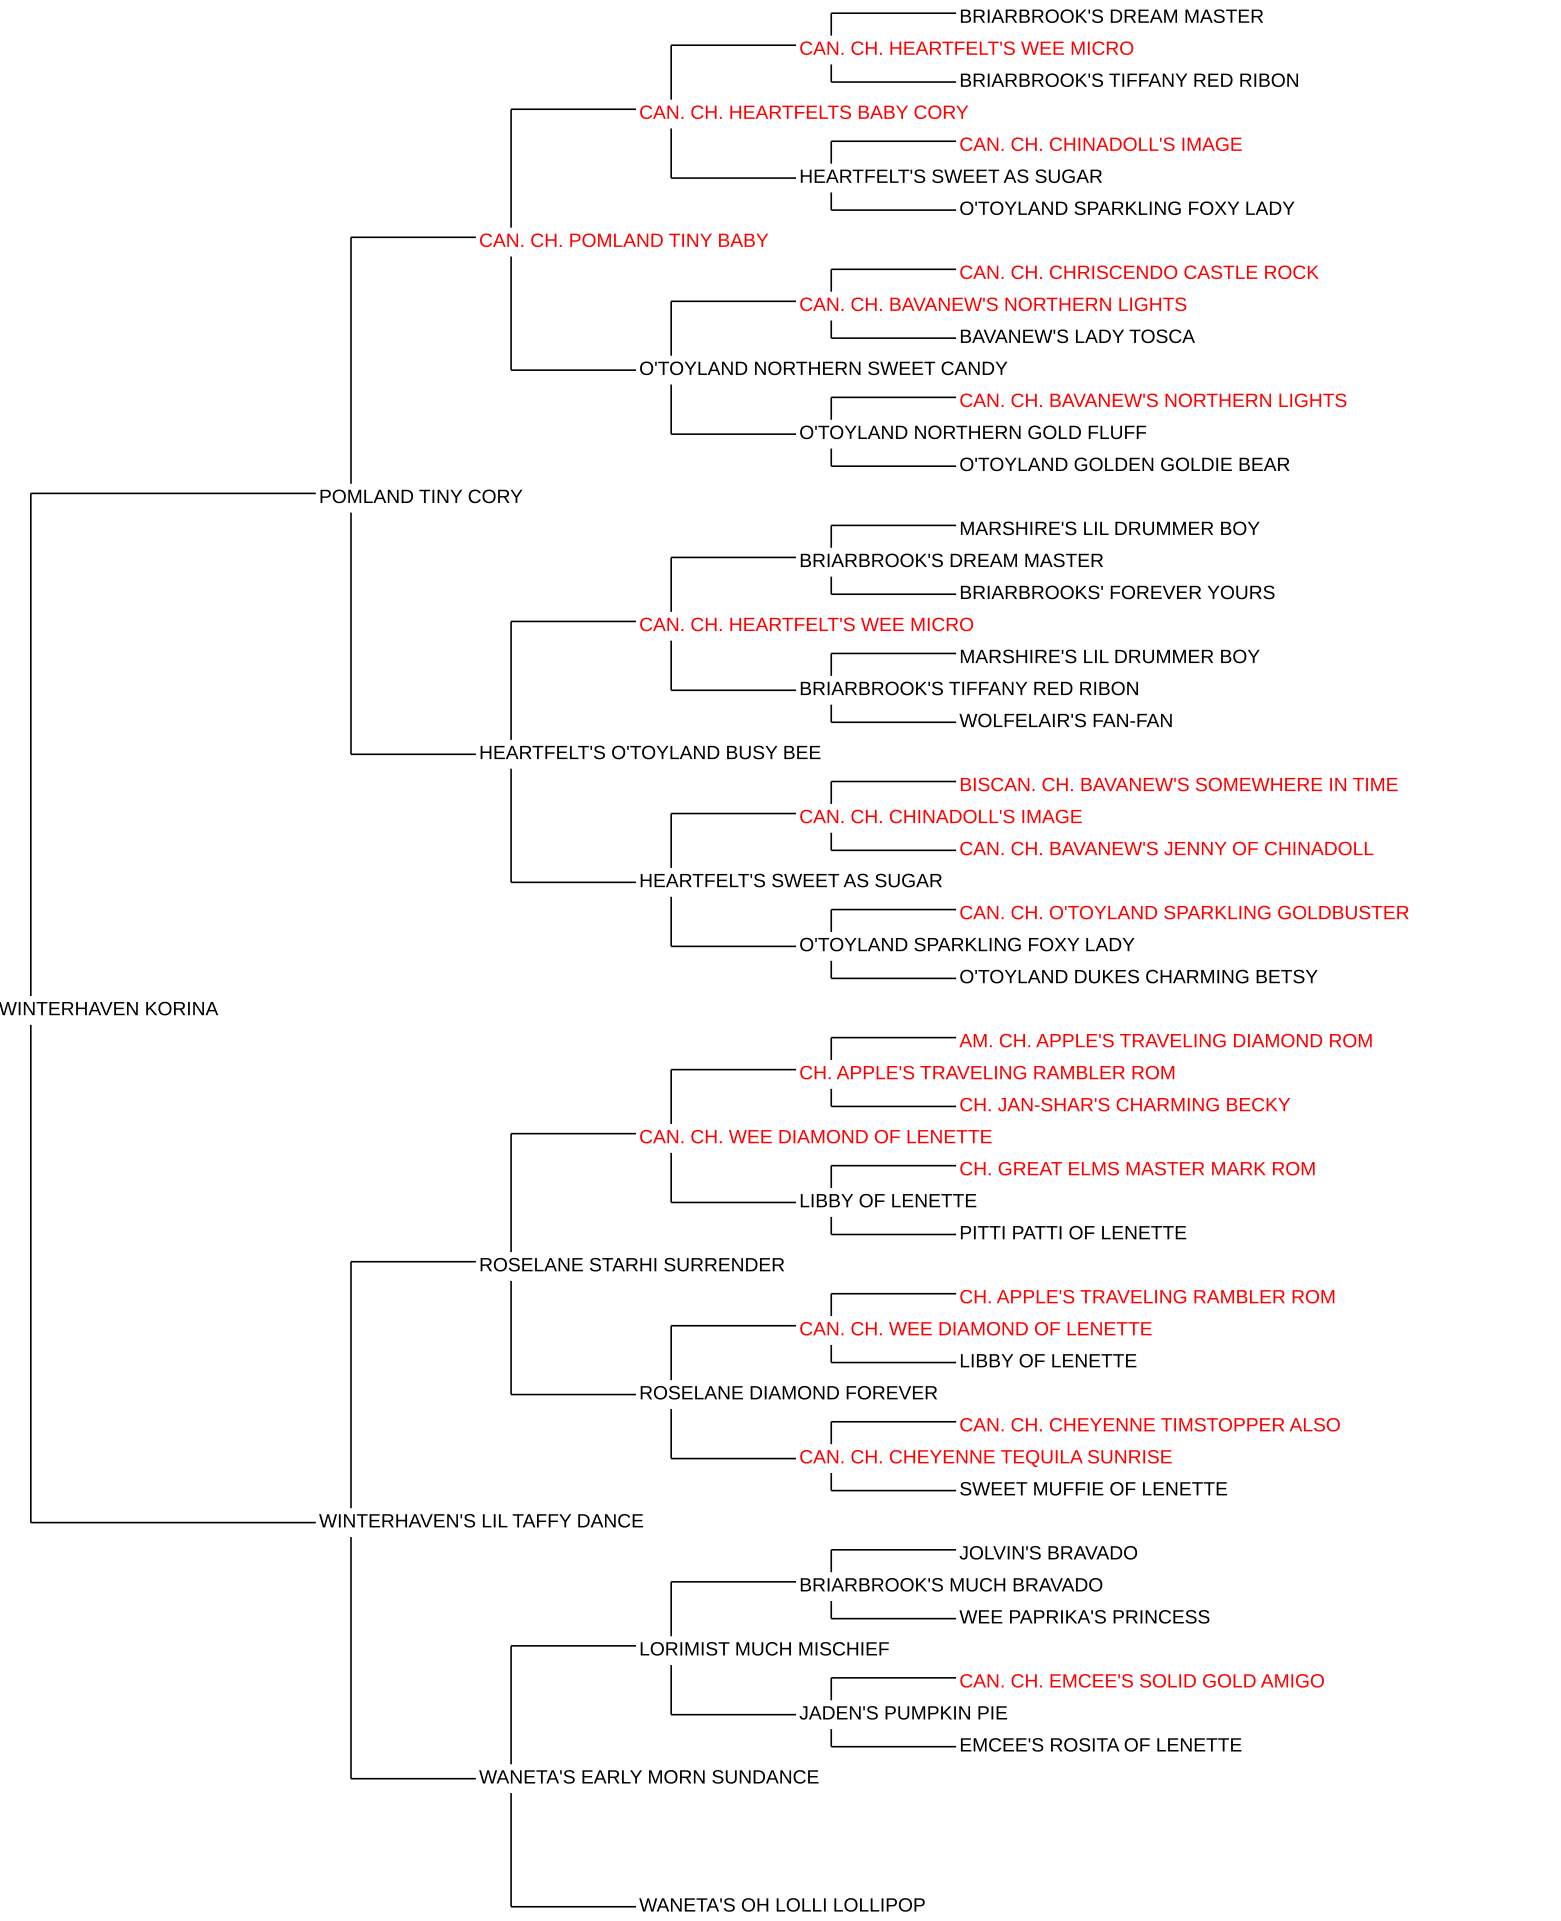 BRIARBROOK'S DREAM MASTER
CAN. CH. HEARTFELT'S WEE MICRO
BRIARBROOK'S TIFFANY RED RIBON
CAN. CH. HEARTFELTS BABY CORY
CAN. CH. CHINADOLL'S IMAGE
HEARTFELT'S SWEET AS SUGAR
O'TOYLAND SPARKLING FOXY LADY
CAN. CH. POMLAND TINY BABY
CAN. CH. CHRISCENDO CASTLE ROCK
CAN. CH. BAVANEW'S NORTHERN LIGHTS
BAVANEW'S LADY TOSCA
O'TOYLAND NORTHERN SWEET CANDY
CAN. CH. BAVANEW'S NORTHERN LIGHTS
O'TOYLAND NORTHERN GOLD FLUFF
O'TOYLAND GOLDEN GOLDIE BEAR
POMLAND TINY CORY
MARSHIRE'S LIL DRUMMER BOY
BRIARBROOK'S DREAM MASTER
BRIARBROOKS' FOREVER YOURS
CAN. CH. HEARTFELT'S WEE MICRO
MARSHIRE'S LIL DRUMMER BOY
BRIARBROOK'S TIFFANY RED RIBON
WOLFELAIR'S FAN-FAN
HEARTFELT'S O'TOYLAND BUSY BEE
BISCAN. CH. BAVANEW'S SOMEWHERE IN TIME
CAN. CH. CHINADOLL'S IMAGE
CAN. CH. BAVANEW'S JENNY OF CHINADOLL
HEARTFELT'S SWEET AS SUGAR
CAN. CH. O'TOYLAND SPARKLING GOLDBUSTER
O'TOYLAND SPARKLING FOXY LADY
O'TOYLAND DUKES CHARMING BETSY
WINTERHAVEN KORINA
AM. CH. APPLE'S TRAVELING DIAMOND ROM
CH. APPLE'S TRAVELING RAMBLER ROM
CH. JAN-SHAR'S CHARMING BECKY
CAN. CH. WEE DIAMOND OF LENETTE
CH. GREAT ELMS MASTER MARK ROM
LIBBY OF LENETTE
PITTI PATTI OF LENETTE
ROSELANE STARHI SURRENDER
CH. APPLE'S TRAVELING RAMBLER ROM
CAN. CH. WEE DIAMOND OF LENETTE
LIBBY OF LENETTE
ROSELANE DIAMOND FOREVER
CAN. CH. CHEYENNE TIMSTOPPER ALSO
CAN. CH. CHEYENNE TEQUILA SUNRISE
SWEET MUFFIE OF LENETTE
WINTERHAVEN'S LIL TAFFY DANCE
JOLVIN'S BRAVADO
BRIARBROOK'S MUCH BRAVADO
WEE PAPRIKA'S PRINCESS
LORIMIST MUCH MISCHIEF
CAN. CH. EMCEE'S SOLID GOLD AMIGO
JADEN'S PUMPKIN PIE
EMCEE'S ROSITA OF LENETTE
WANETA'S EARLY MORN SUNDANCE
WANETA'S OH LOLLI LOLLIPOP